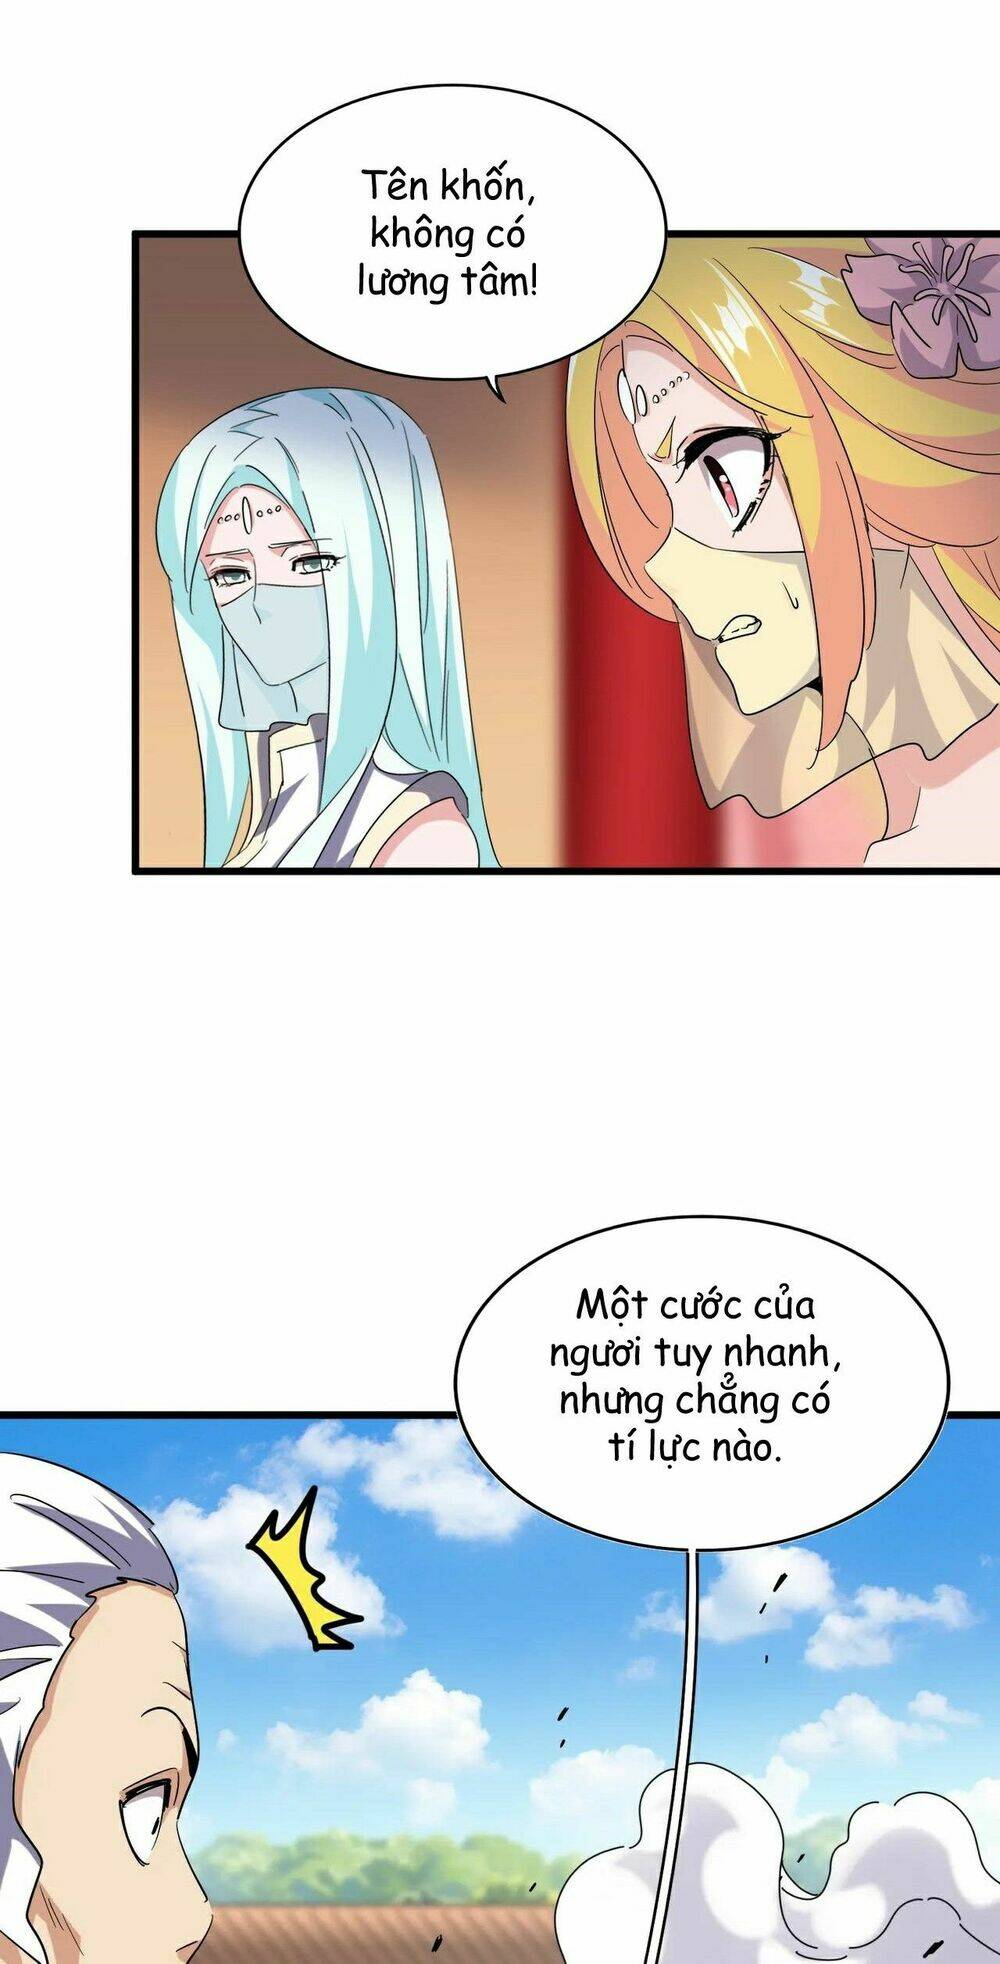 Tên khốn,
không có
lương tâm!
Một cước của
ngươi tuy nhanh,
nhưng chẳng có
tí lực nào.